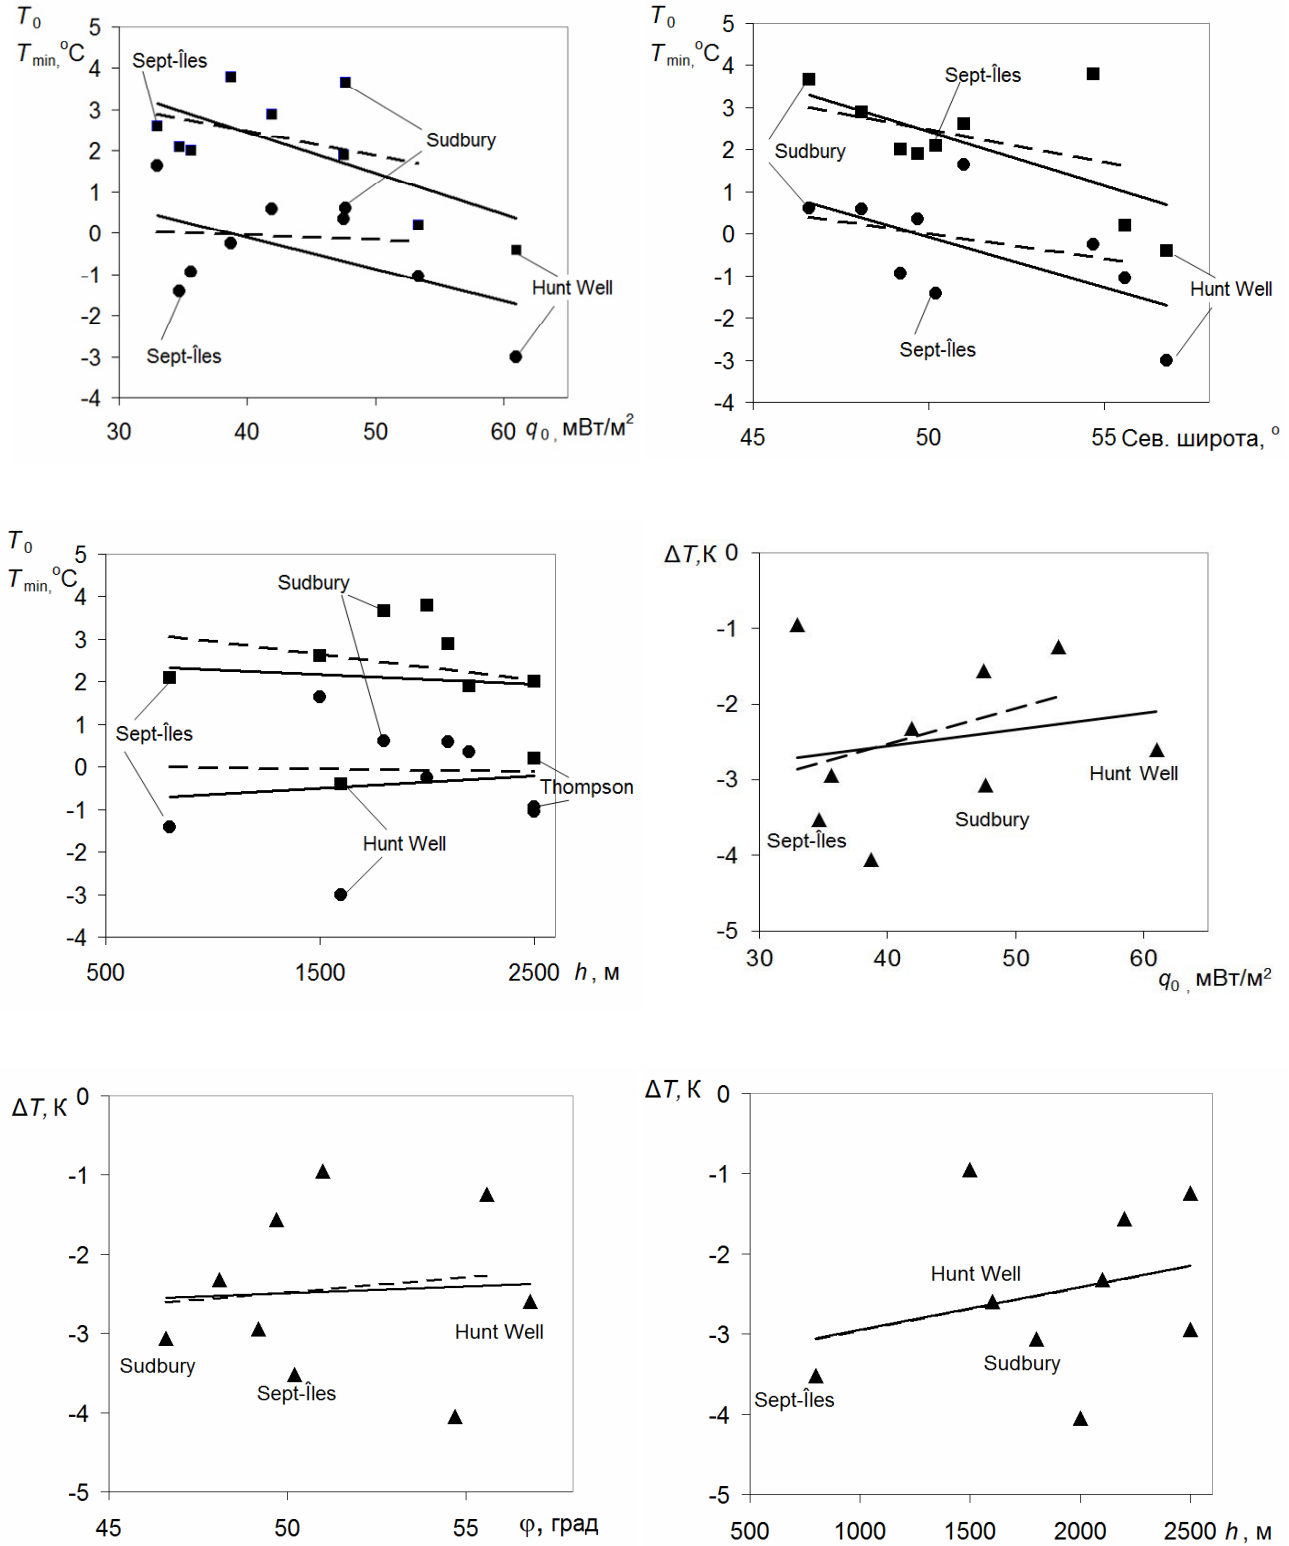 T0
Tmin, °C
5
4
3
2
1
0
-1
-2
-3
-4
Sept-Îles
Sudbury
Hunt Well
Sept-Îles
30 40 50 60 q0, мВт/м²
T0
Tmin, °C
5
4
3
2
1
0
-1
-2
-3
-4
Sept-Îles
Sudbury
Hunt Well
Sept-Îles
45 50 55 Сев. широта, °
T0
Tmin, °C
5
4
3
2
1
0
-1
-2
-3
-4
Sudbury
Sept-Îles
Thompson
Hunt Well
500 1500 2500 h, м
ΔT,К
0
-1
-2
-3
-4
-5
Hunt Well
Sudbury
Sept-Îles
30 40 50 60
q0, мВт/м²
ΔT, К
0
-1
-2
-3
-4
-5
Hunt Well
Sudbury
Sept-Îles
45 50 55 φ, град
ΔT, К
0
-1
-2
-3
-4
-5
Hunt Well
Sudbury
Sept-Îles
500 1000 1500 2000 2500 h, м